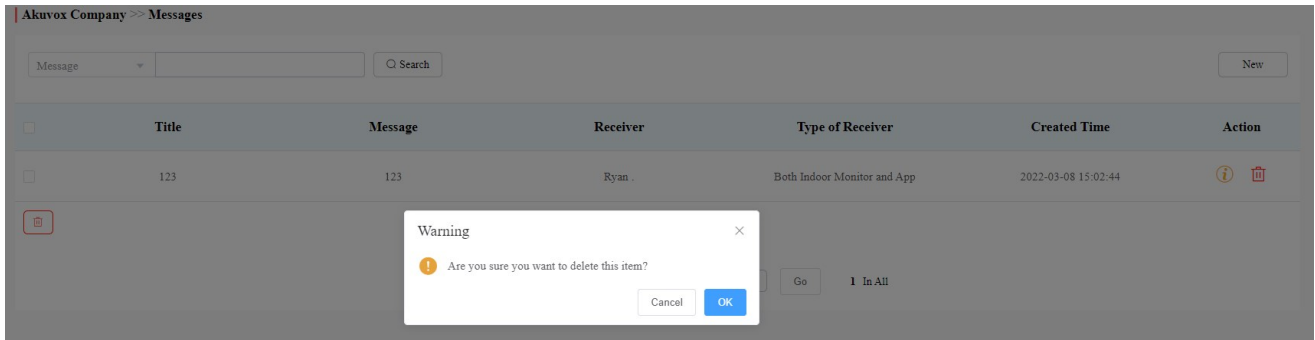 Akuvox Company >> Messages
Message
Search
New
Title Message Receiver Type of Receiver Created Time Action
123 123 Ryan . Both Indoor Monitor and App 2022-03-08 15:02:44
Warning
Are you sure you want to delete this item?
Go 1 In All
Cancel OK